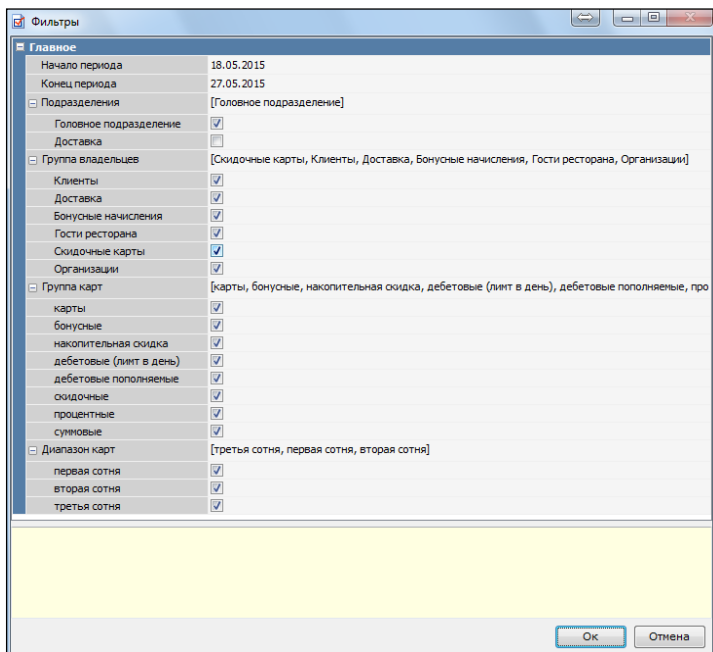 Фильтры
Главное
Начало периода 18.05.2015
Конец периода 27.05.2015
Подразделения [Головное подразделение]
Головное подразделение
Доставка
Группа владельцев [Скидочные карты, Клиенты, Доставка, Бонусные начисления, Гости ресторана, Организации]
Клиенты
Доставка
Бонусные начисления
Гости ресторана
Скидочные карты
Организации
Группа карт [карты, бонусные, накопительная скидка, дебетовые (лимт в день), дебетовые пополняемые, про
карты
бонусные
накопительная скидка
дебетовые (лимт в день)
дебетовые пополняемые
скидочные
процентные
суммовые
Диапазон карт [третья сотня, первая сотня, вторая сотня]
первая сотня
вторая сотня
третья сотня
Ок Отмена